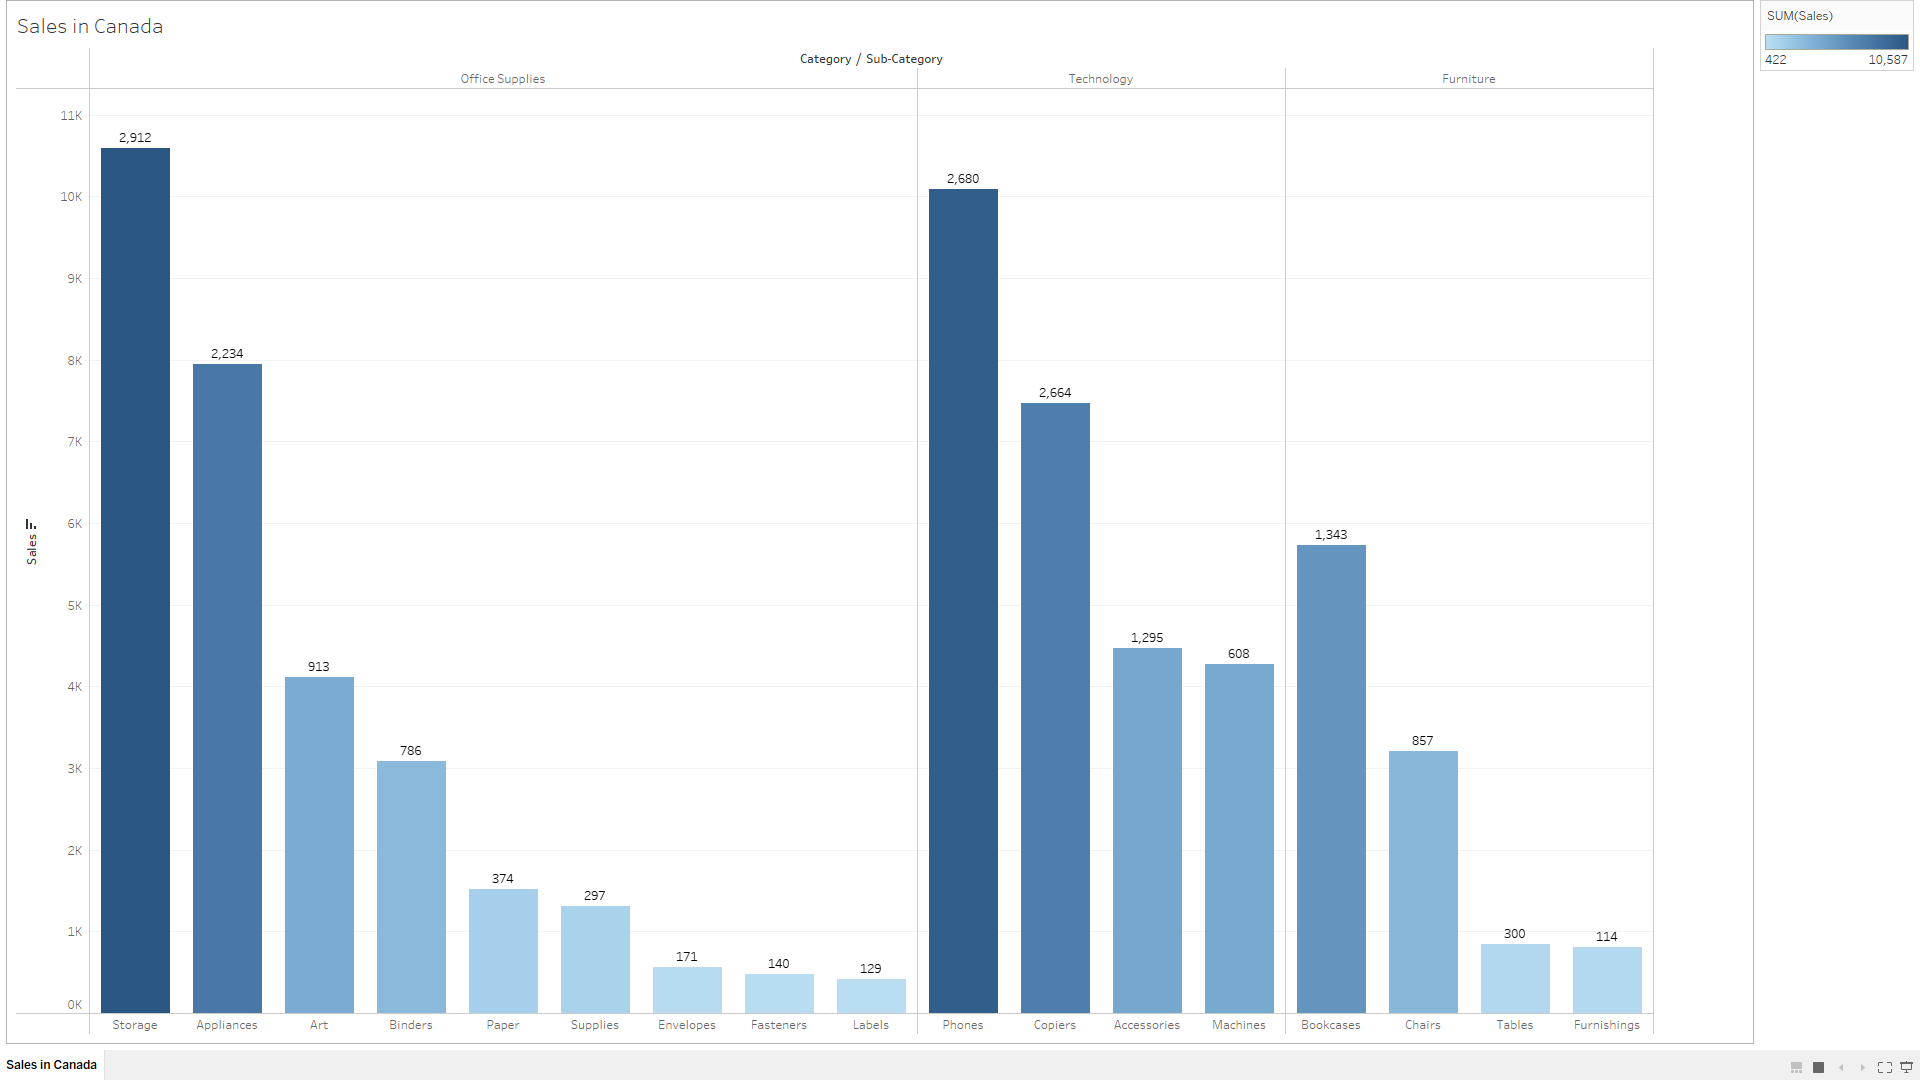 Sales in Canada
SUM(Sales)
422 10,587
Category / Sub-Category
Office Supplies Technology Furniture
Sales
11K
10K
9K
8K
7K
6K
5K
4K
3K
2K
1K
0K
2,912 2,234 913 786 374 297 171 140 129 2,680 2,664 1,295 608 1,343 857 300 114
Storage Appliances Art Binders Paper Supplies Envelopes Fasteners Labels Phones Copiers Accessories Machines Bookcases Chairs Tables Furnishings
Sales in Canada